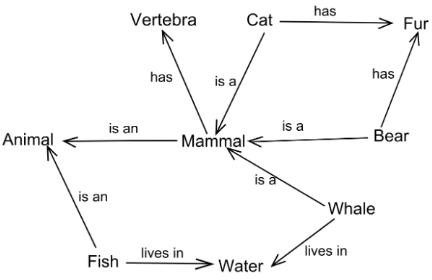 Vertebra
Cat
has
Fur
has
is a
has
Animal
is an
Mammal
is a
Bear
is a
is an
Whale
Fish
lives in
Water
lives in